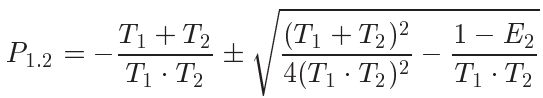 P_{1.2} = -\frac{T_1 + T_2}{T_1 \cdot T_2} \pm \sqrt{\frac{(T_1 + T_2)^2}{4(T_1 \cdot T_2)^2} - \frac{1 - E_2}{T_1 \cdot T_2}}